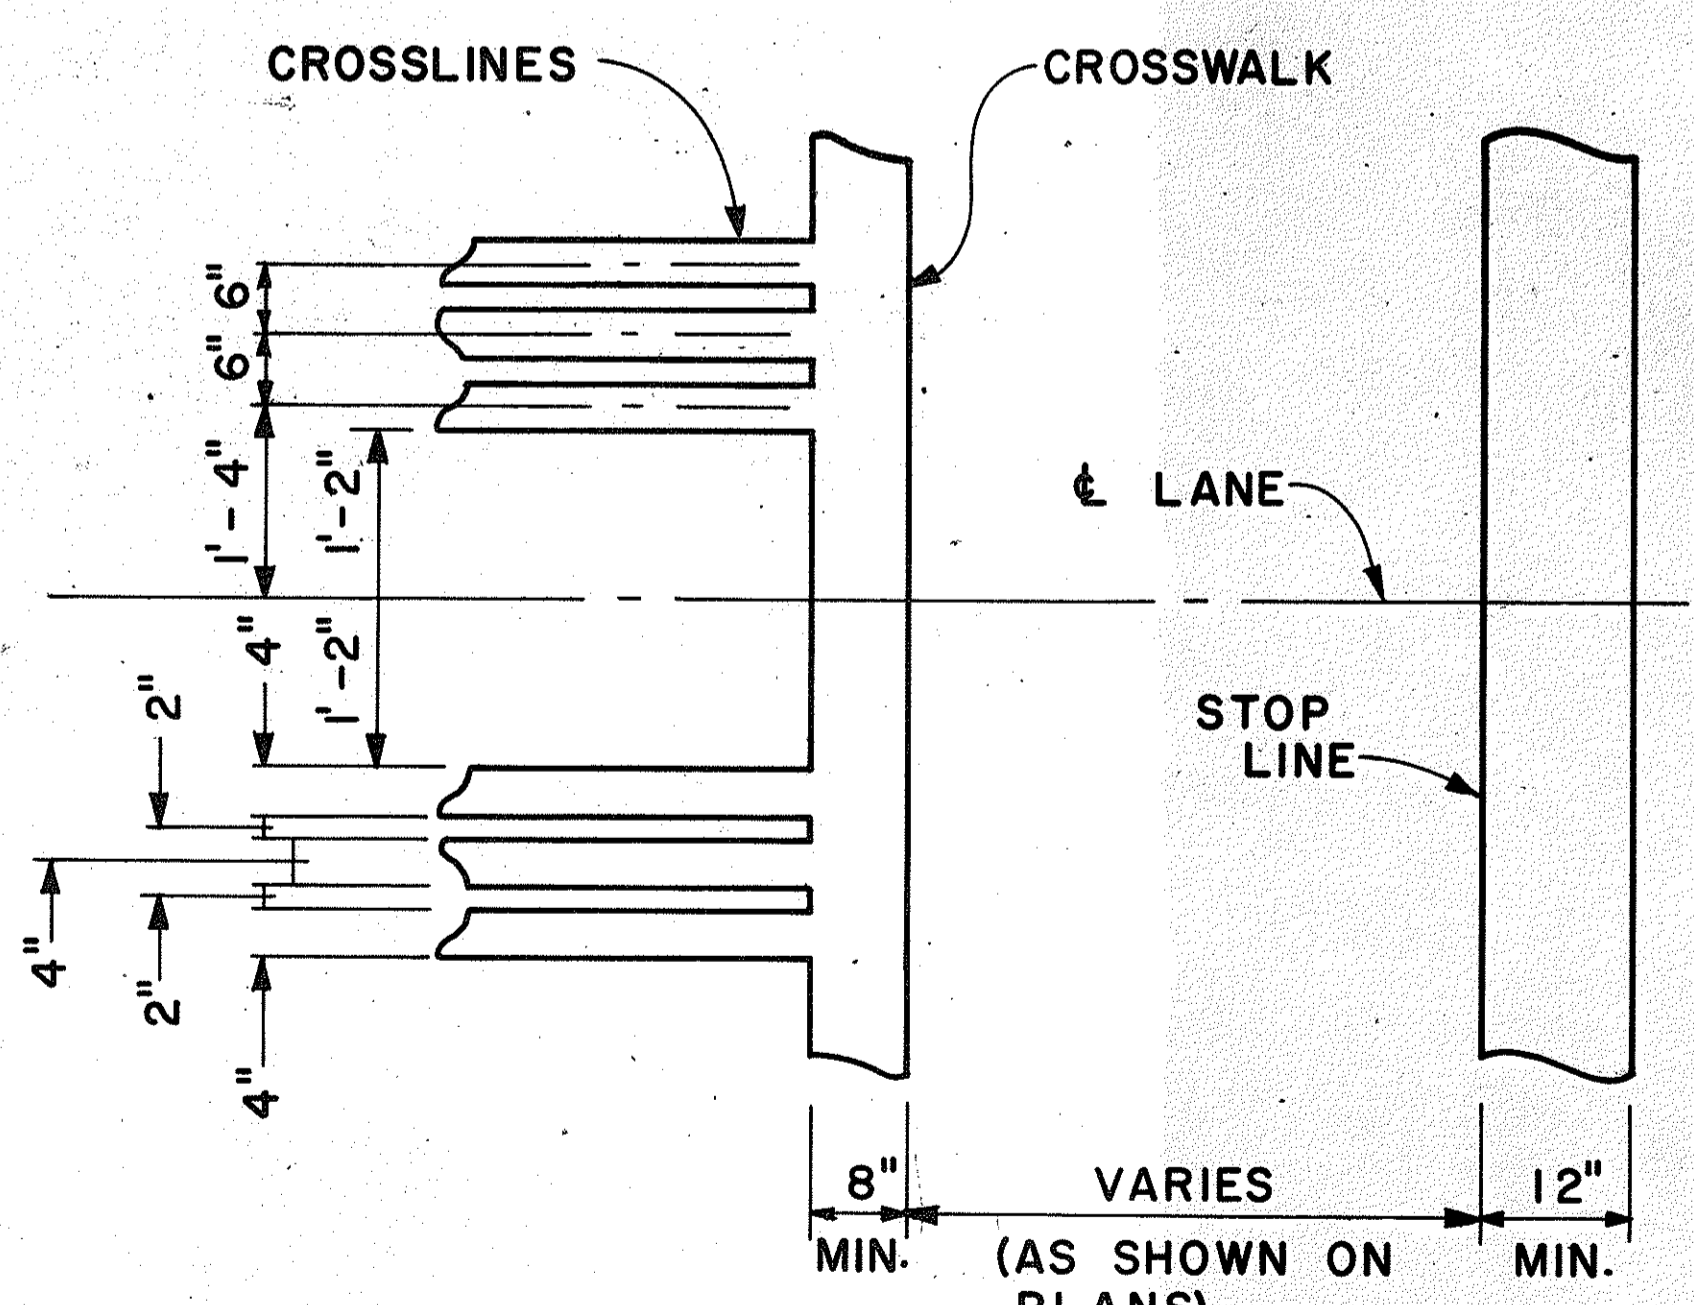 CROSSLINES
CROSSWALK
6"
6"
1'-4"
1'-2"
℄ LANE
4"
1'-2"
2"
STOP
LINE
4"
2"
4"
8"
MIN.
VARIES
(AS SHOWN ON
PLANS)
12"
MIN.